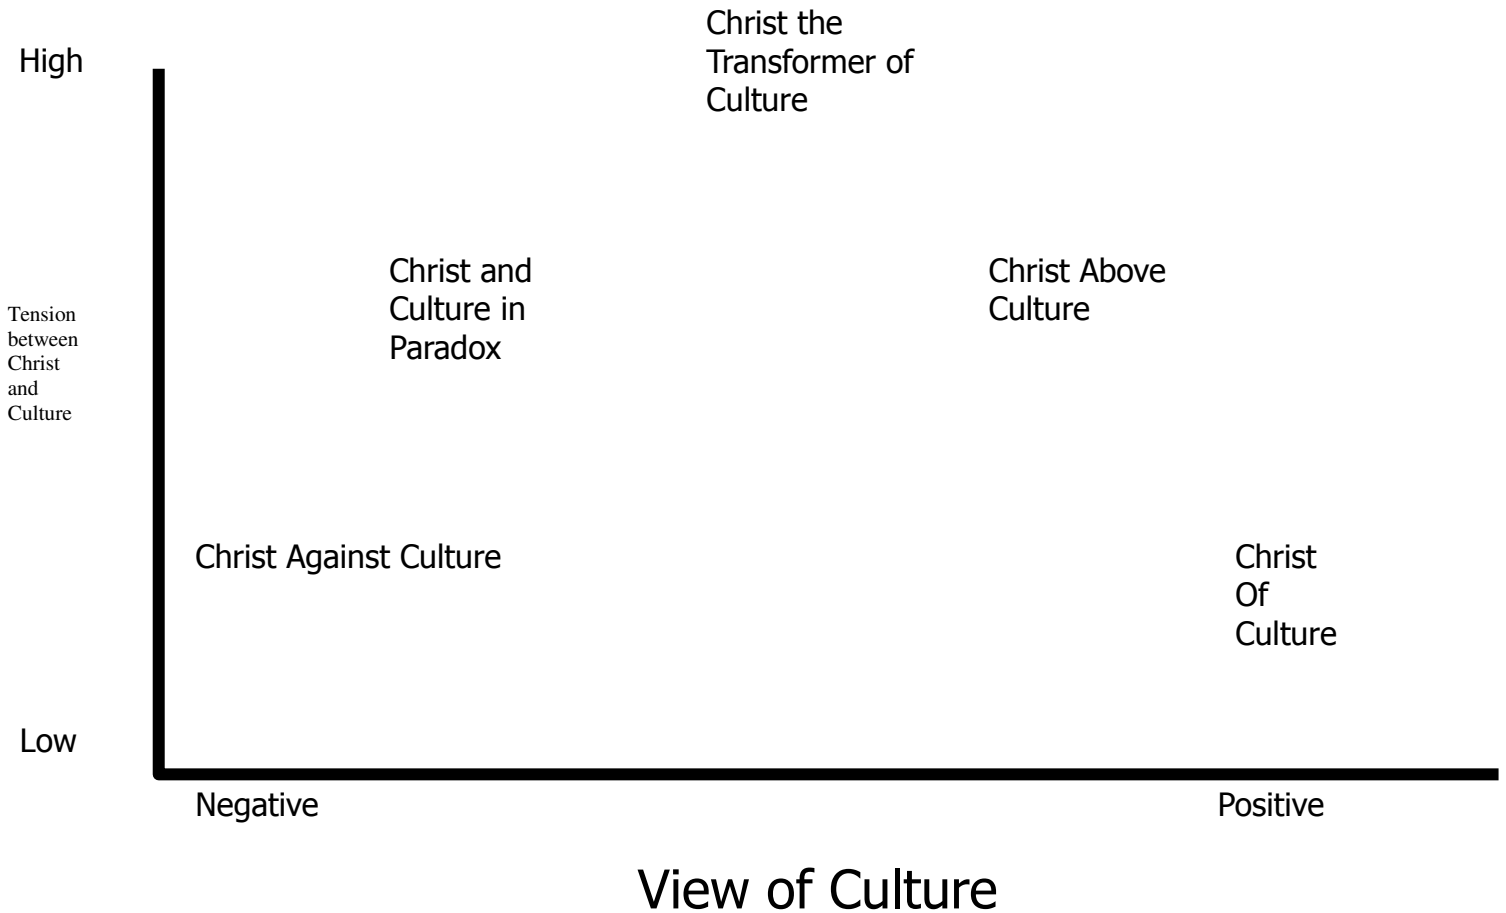 Christ the
Transformer of
Culture
High
Christ and
Culture in
Paradox
Christ Above
Culture
Tension
between
Christ
and
Culture
Christ Against Culture
Christ
Of
Culture
Low
Negative
Positive
View of Culture